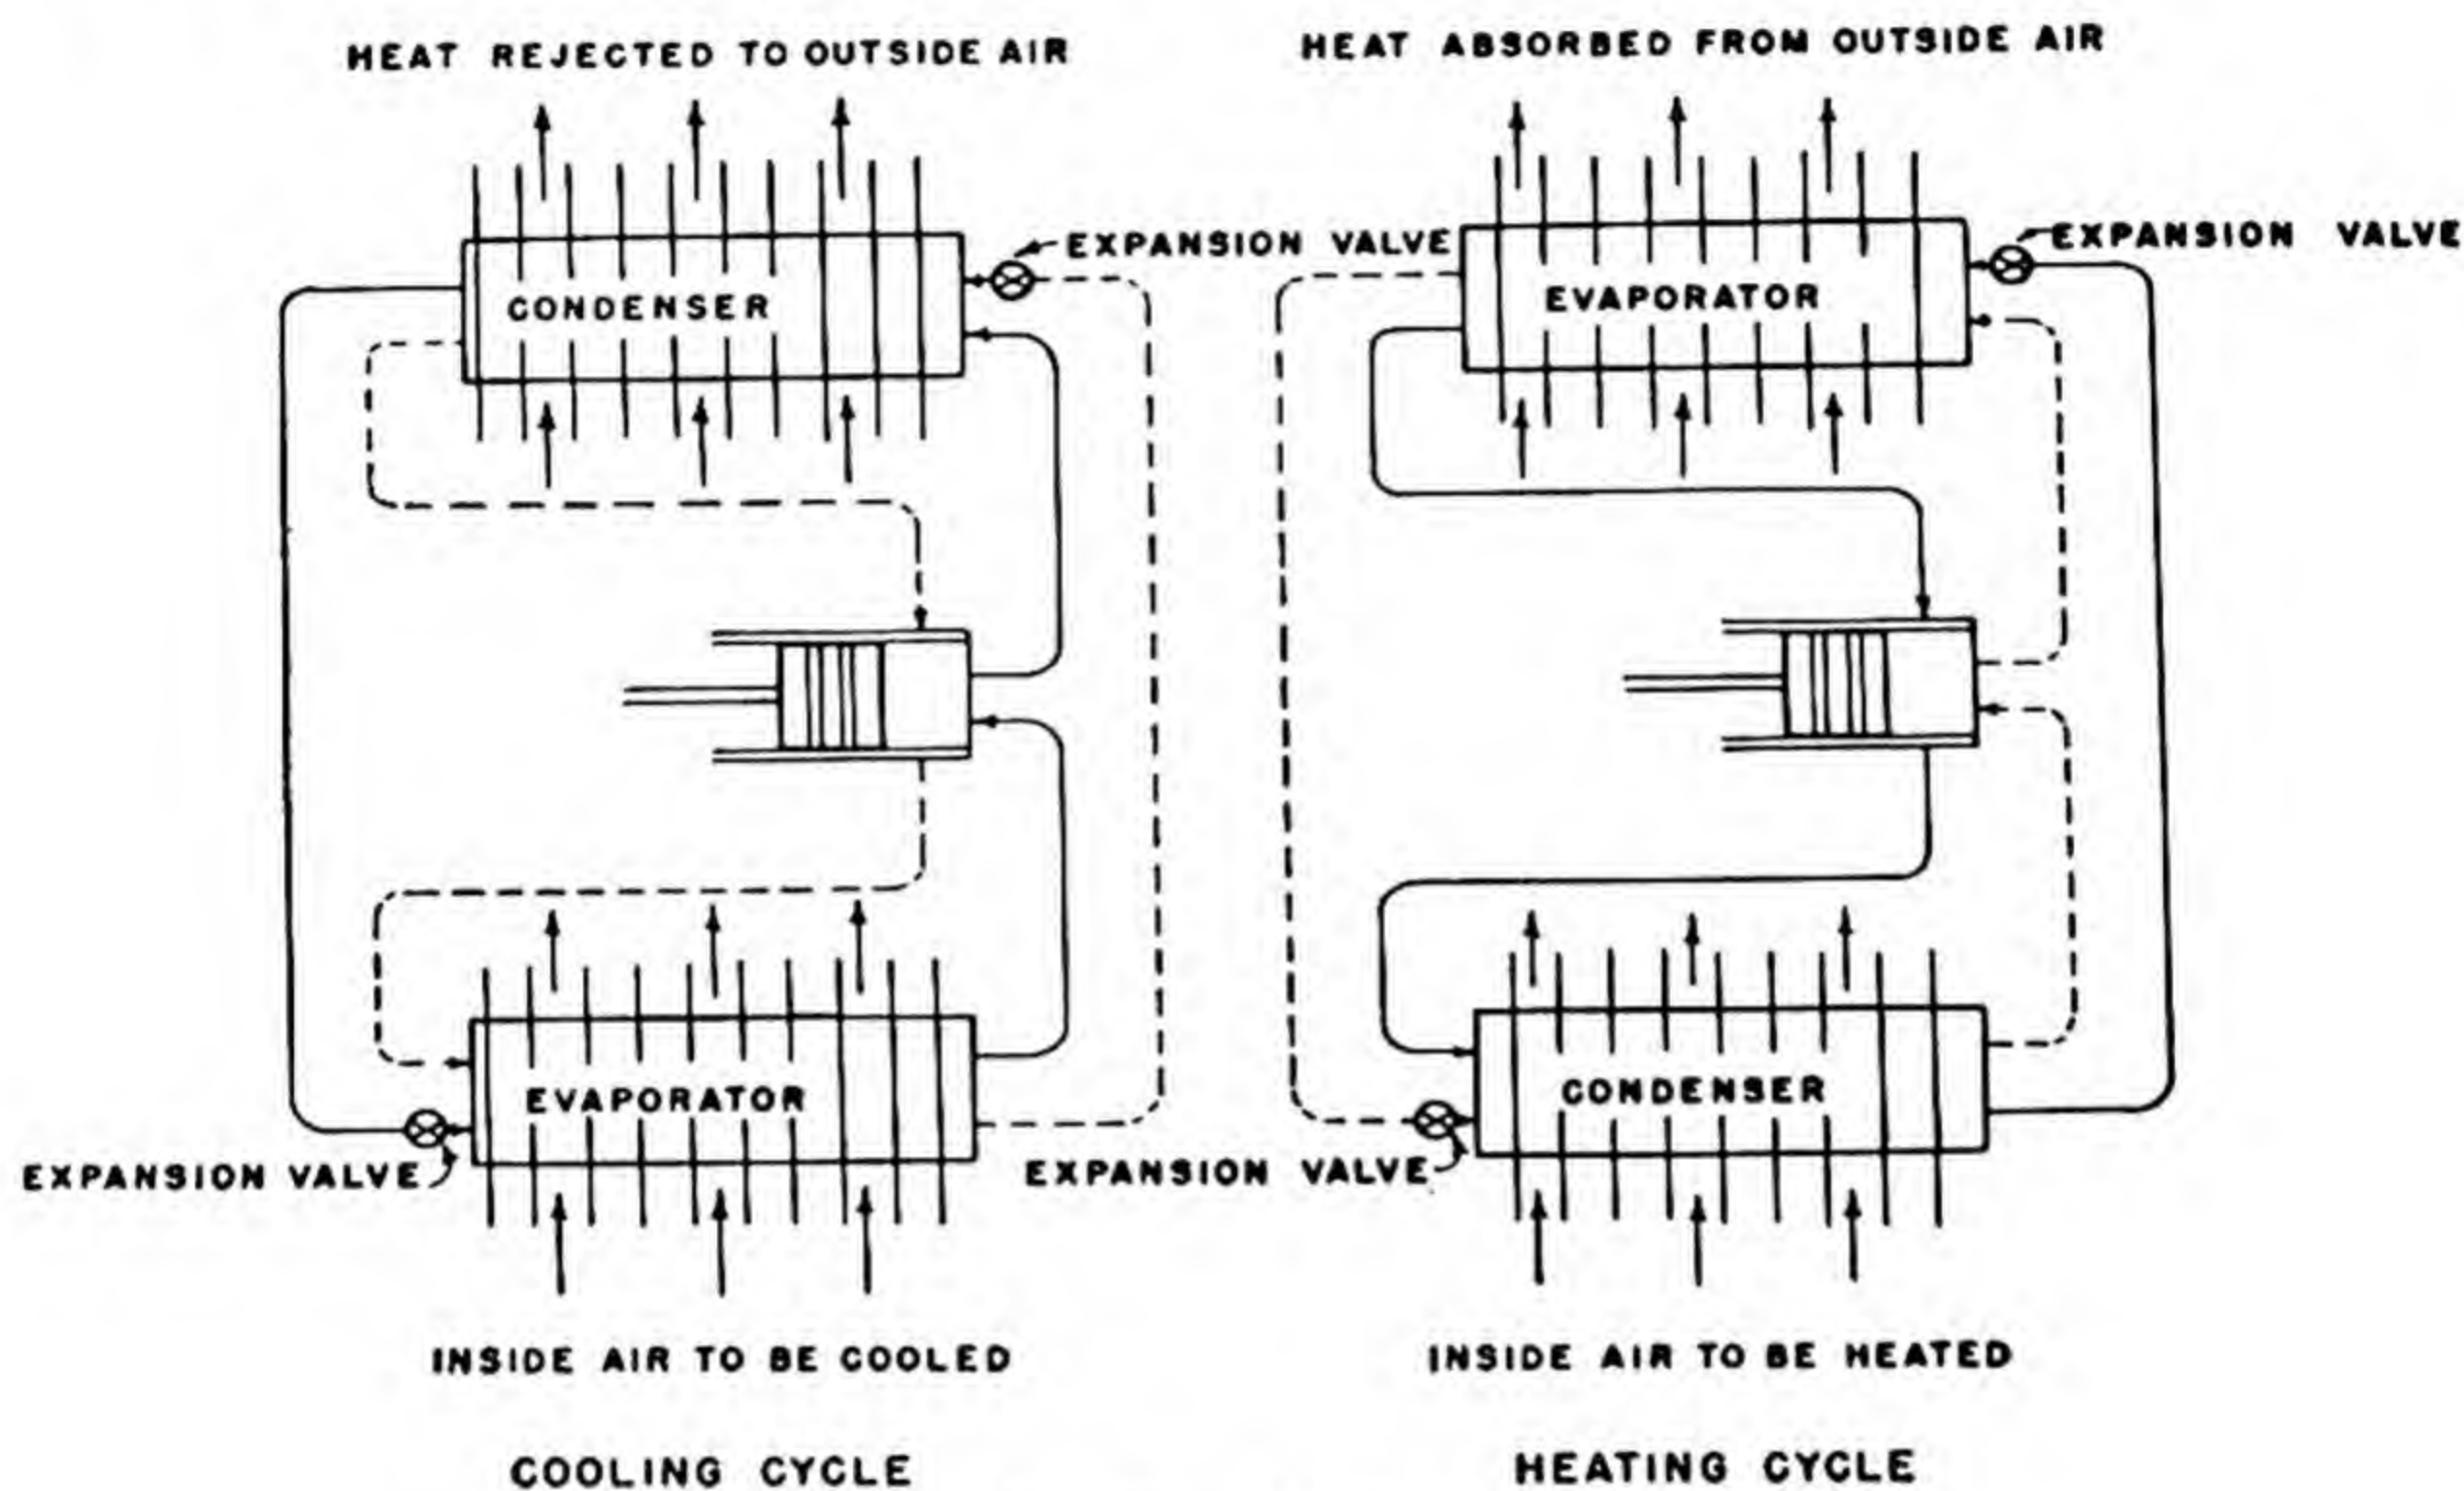 HEAT REJECTED TO OUTSIDE AIR
EXPANSION VALVE
CONDENSER
EVAPORATOR
EXPANSION VALVE
INSIDE AIR TO BE COOLED
COOLING CYCLE
HEAT ABSORBED FROM OUTSIDE AIR
EXPANSION VALVE
EVAPORATOR
CONDENSER
EXPANSION VALVE
INSIDE AIR TO BE HEATED
HEATING CYCLE